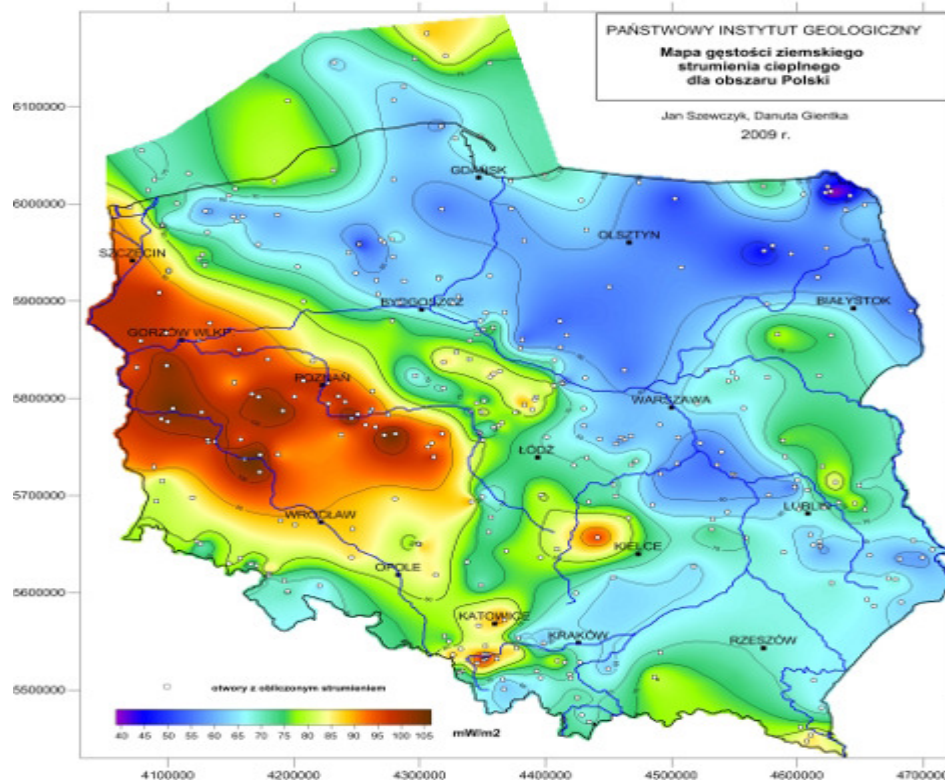 PAŃSTWOWY INSTYTUT GEOLOGICZNY
Mapa gęstości ziemskiego
strumienia cieplnego
dla obszaru Polski
Jan Szewczyk, Danuta Gientka
2009 r.
6100000
GDAŃSK
6000000
OLSZTYN
SZCZECIN
5900000
BYDGOSZCZ
BIAŁYSTOK
GORZÓW WLKP
POZNAŃ
5800000
WARSZAWA
ŁÓDŹ
5700000
LUBLIN
WROCŁAW
KIELCE
OPOLE
5600000
KATOWICE
KRAKÓW
RZESZÓW
5500000
otwory z obliczonym strumieniem
40 45 50 55 60 65 70 75 80 85 90 95 100 105
mW/m2
4100000 4200000 4300000 4400000 4500000 4600000 4700000